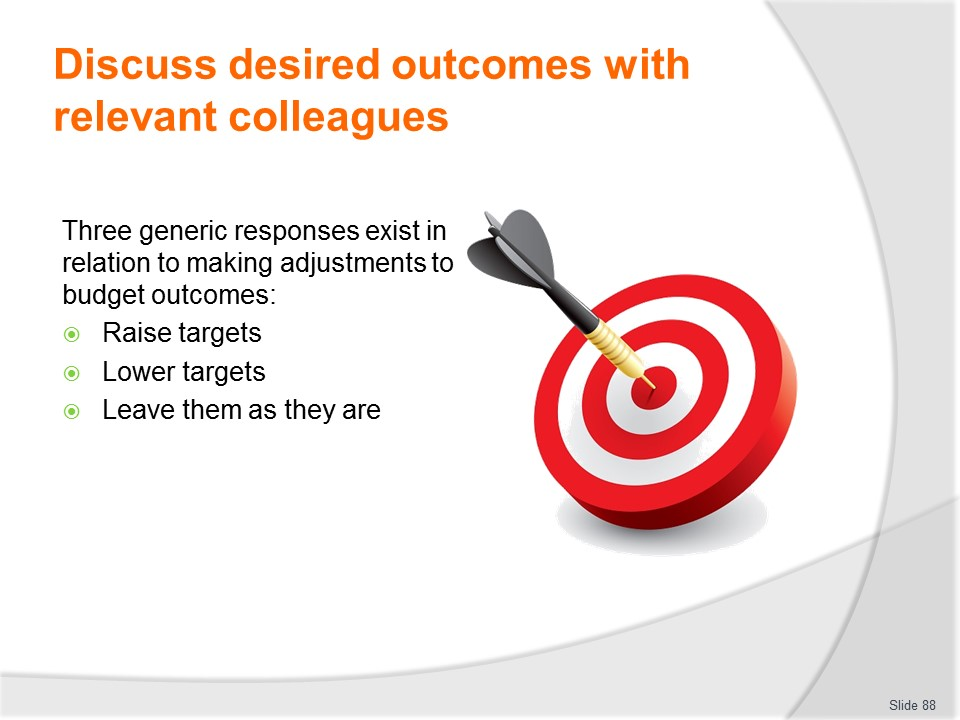 Discuss desired outcomes with
relevant colleagues
Three generic responses exist in
relation to making adjustments to
budget outcomes:
Raise targets
Lower targets
Leave them as they are
Slide 88